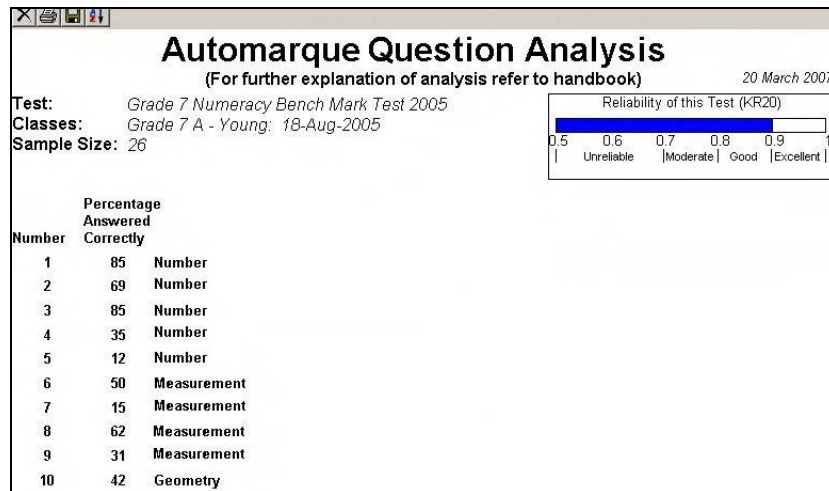 Automarque Question Analysis
(For further explanation of analysis refer to handbook)
20 March 2007
Test: Grade 7 Numeracy Bench Mark Test 2005
Classes: Grade 7 A - Young: 18-Aug-2005
Sample Size: 26
Reliability of this Test (KR20)
0.5 0.6 0.7 0.8 0.9 1
Unreliable Moderate Good Excellent
Percentage
Answered
Number Correctly
1 85 Number
2 69 Number
3 85 Number
4 35 Number
5 12 Number
6 50 Measurement
7 15 Measurement
8 62 Measurement
9 31 Measurement
10 42 Geometry